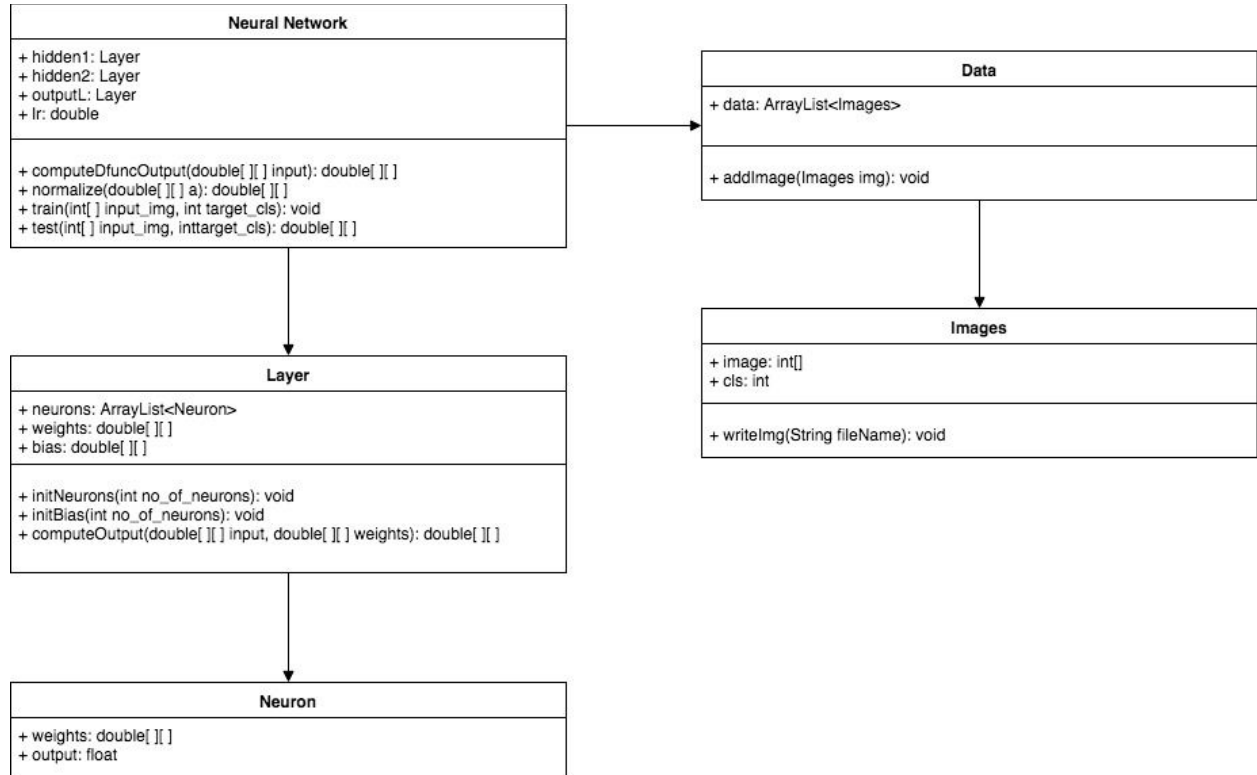 Neural Network
+ hidden1: Layer
+ hidden2: Layer
+ outputL: Layer
+ lr: double
+ computeDfuncOutput(double[ ][ ] input): double[ ][ ]
+ normalize(double[ ][ ] a): double[ ][ ]
+ train(int[ ] input_img, int target_cls): void
+ test(int[ ] input_img, inttarget_cls): double[ ][ ]
Data
+ data: ArrayList<Images>
+ addImage(Images img): void
Images
+ image: int[]
+ cls: int
+ writeImg(String fileName): void
Layer
+ neurons: ArrayList<Neuron>
+ weights: double[ ][ ]
+ bias: double[ ][ ]
+ initNeurons(int no_of_neurons): void
+ initBias(int no_of_neurons): void
+ computeOutput(double[ ][ ] input, double[ ][ ] weights): double[ ][ ]
Neuron
+ weights: double[ ][ ]
+ output: float